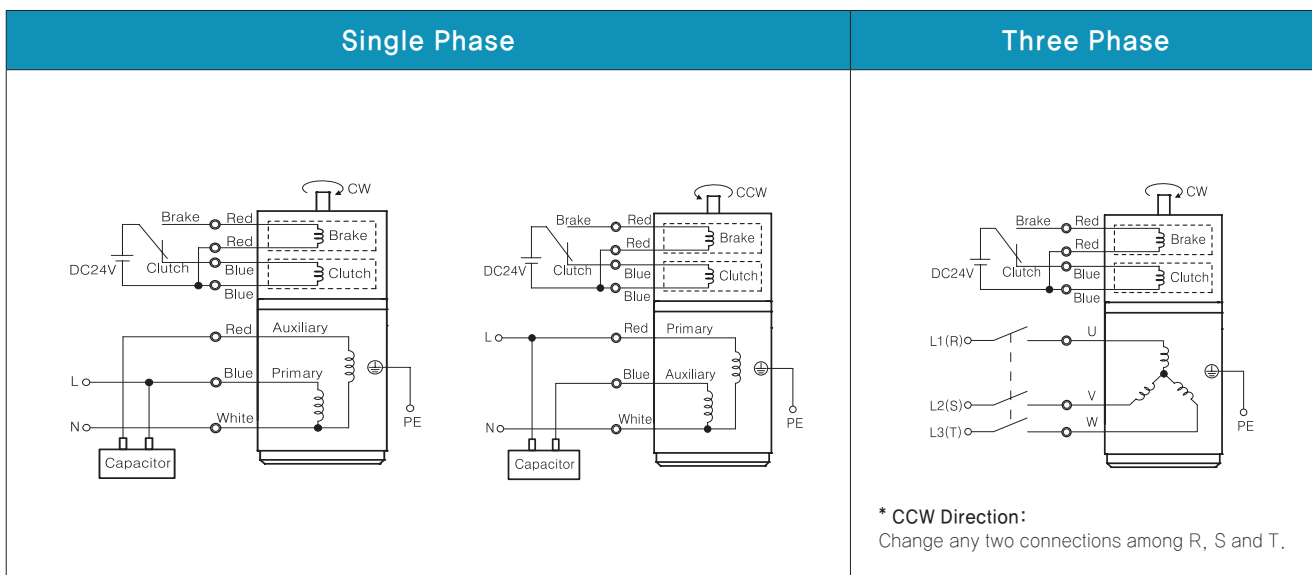 Single Phase
Three Phase
CW
Brake
Red
Red
Brake
DC24V
Clutch
Blue
Clutch
Blue
Red
Auxiliary
L
Blue
Primary
N
White
PE
Capacitor
CCW
Brake
Red
Red
Brake
DC24V
Clutch
Blue
Clutch
Blue
L
Red
Primary
Blue
Auxiliary
N
White
PE
Capacitor
CW
Brake
Red
Red
Brake
DC24V
Clutch
Blue
Clutch
Blue
L1(R)
U
L2(S)
V
L3(T)
W
PE
* CCW Direction:
Change any two connections among R, S and T.